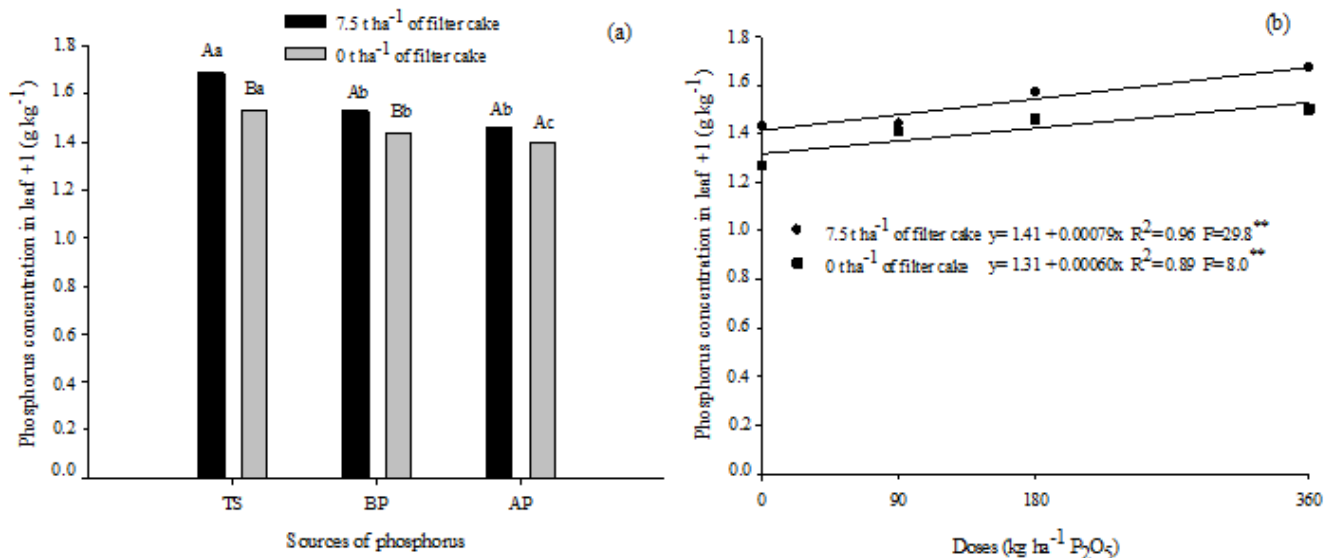 (a)
7.5 t ha⁻¹ of filter cake
0 t ha⁻¹ of filter cake
Phosphorus concentration in leaf +1 (g kg⁻¹)
1.8
1.6
1.4
1.2
1.0
0.8
0.6
0.4
0.2
0.0
Aa
Ba
Ab
Bb
Ab
Ac
TS BP AP
Sources of phosphorus
(b)
Phosphorus concentration in leaf +1 (g kg⁻¹)
1.8
1.6
1.4
1.2
1.0
0.8
0.6
0.4
0.2
0.0
7.5 t ha⁻¹ of filter cake y= 1.41 + 0.00079x R²=0.96 F=29.8**
0 t ha⁻¹ of filter cake y= 1.31 + 0.00060x R²=0.89 F=8.0**
0 90 180 360
Doses (kg ha⁻¹ P₂O₅)